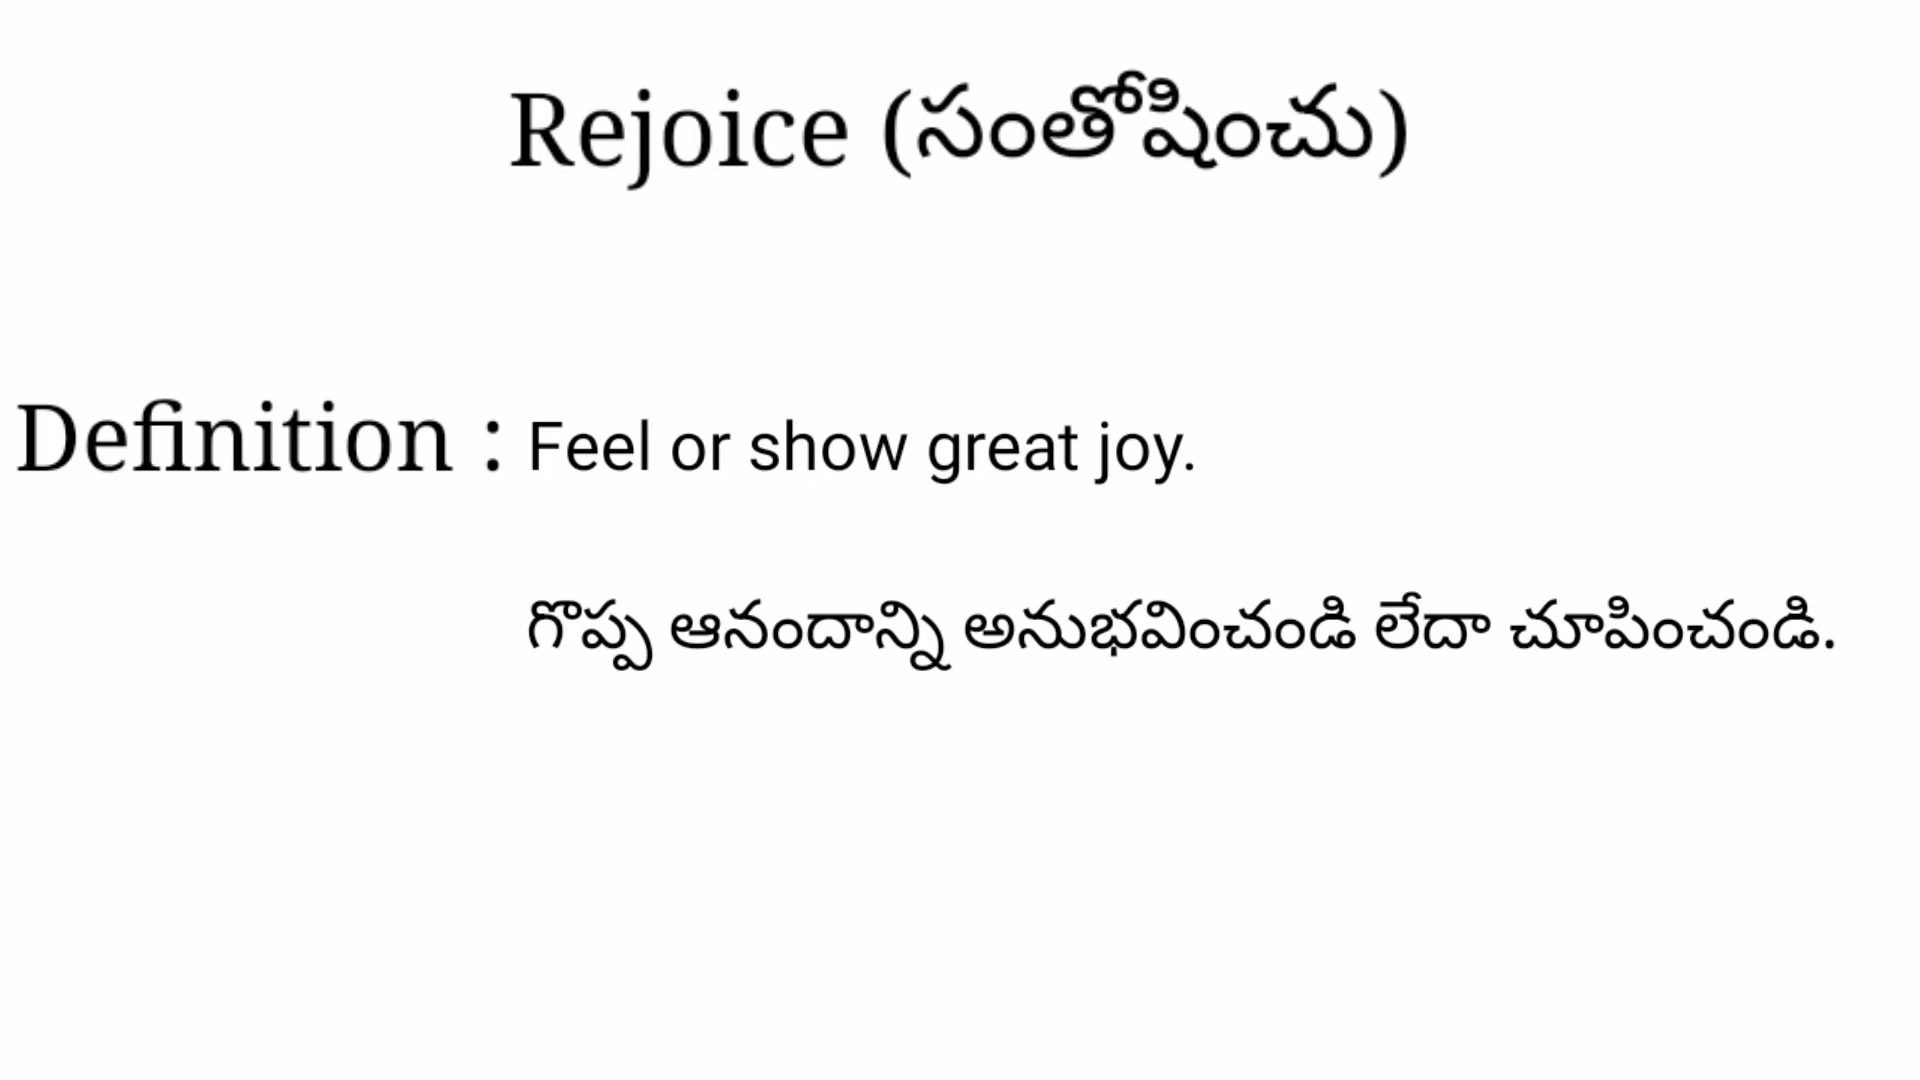 Rejoice (సంతోషించు)
Definition : Feel or show great joy.
గొప్ప ఆనందాన్ని అనుభవించండి లేదా చూపించండి.